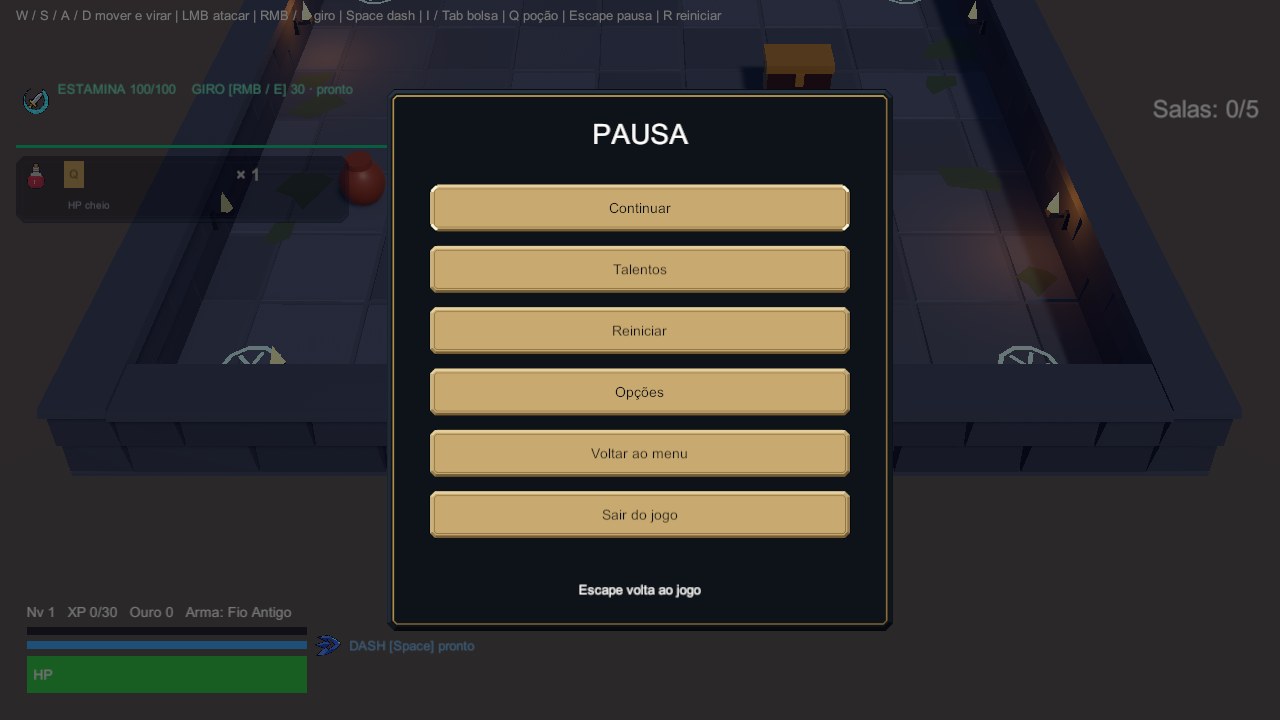 W / S / A / D mover e virar | LMB atacar | RMB / E giro | Space dash | I / Tab bolsa | Q poção | Escape pausa | R reiniciar
ESTAMINA 100/100 GIRO [RMB / E] 30 · pronto
Salas: 0/5
Q
× 1
HP cheio
PAUSA
Continuar
Talentos
Reiniciar
Opções
Voltar ao menu
Sair do jogo
Escape volta ao jogo
Nv 1 XP 0/30 Ouro 0 Arma: Fio Antigo
DASH [Space] pronto
HP